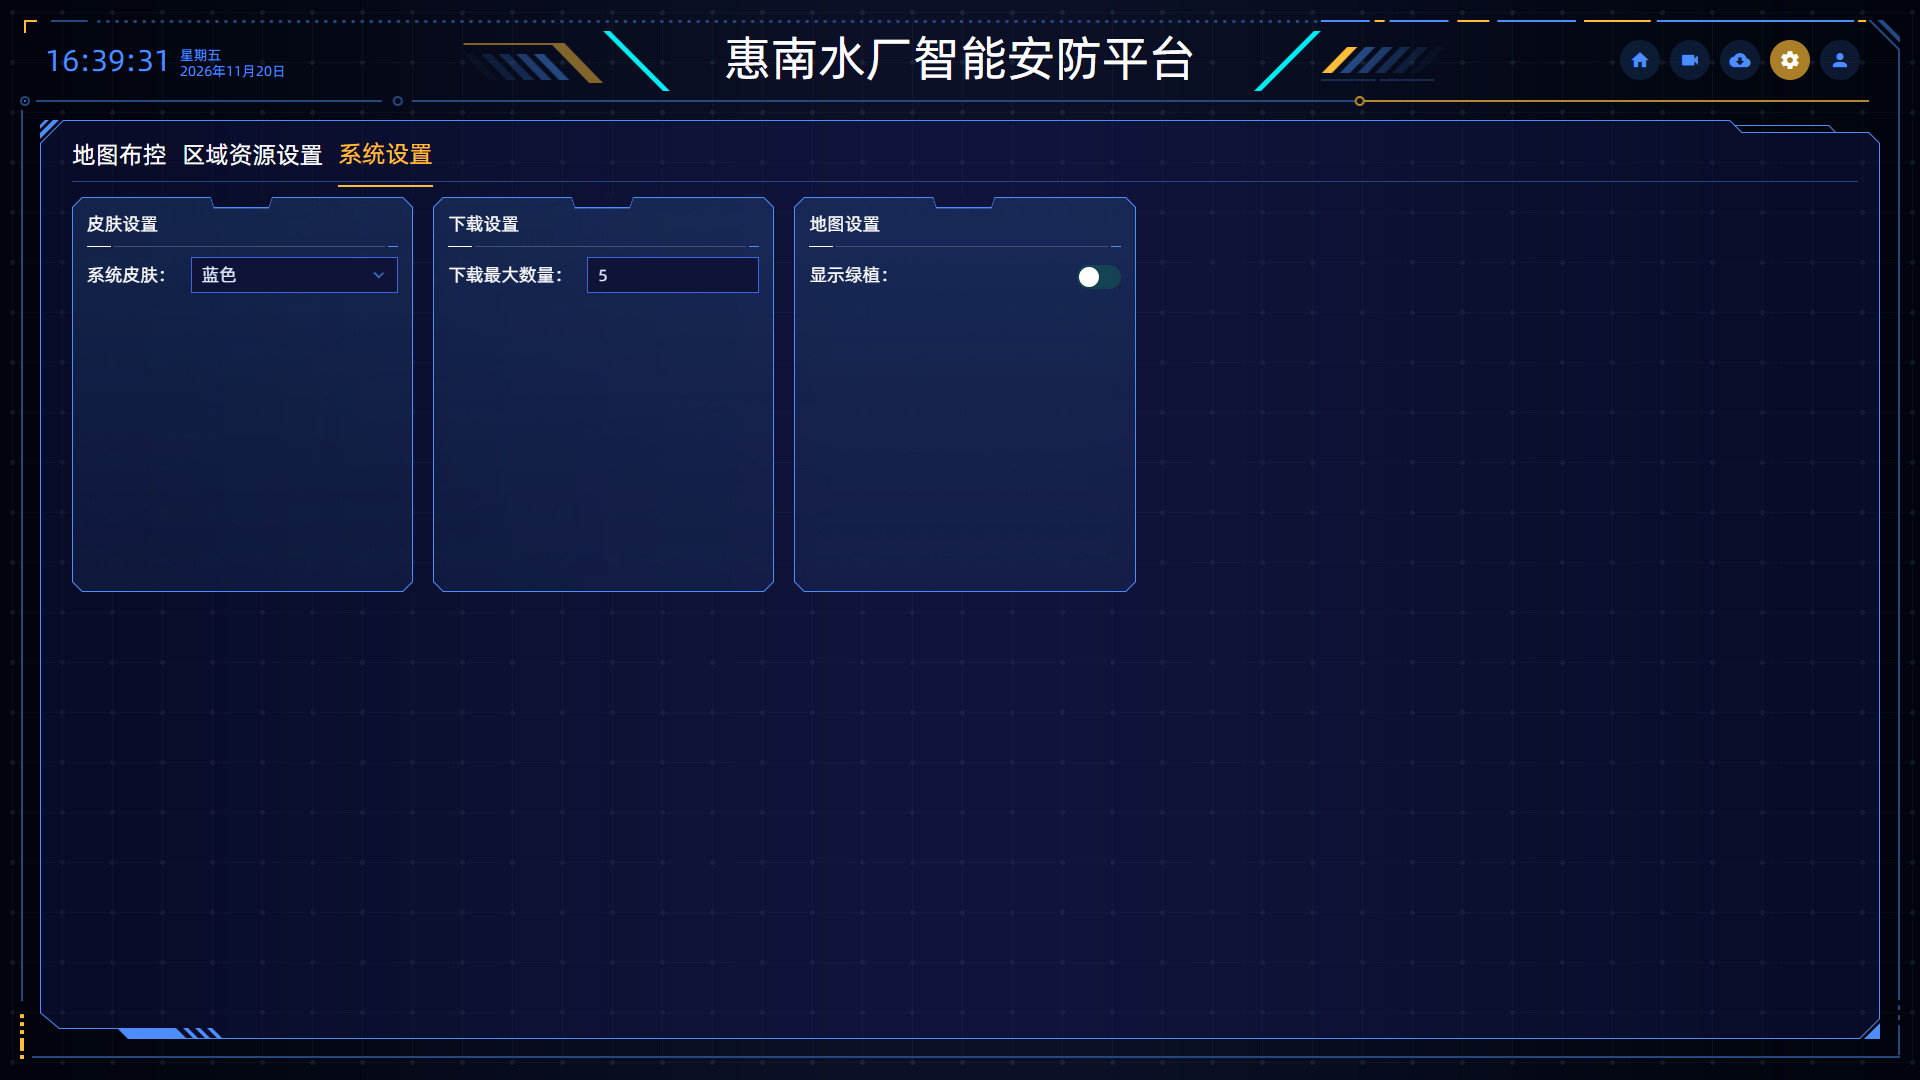 16:39:31
星期五
2026年11月20日
惠南水厂智能安防平台
地图布控 区域资源设置 系统设置
皮肤设置
系统皮肤：
蓝色
下载设置
下载最大数量：
5
地图设置
显示绿植：